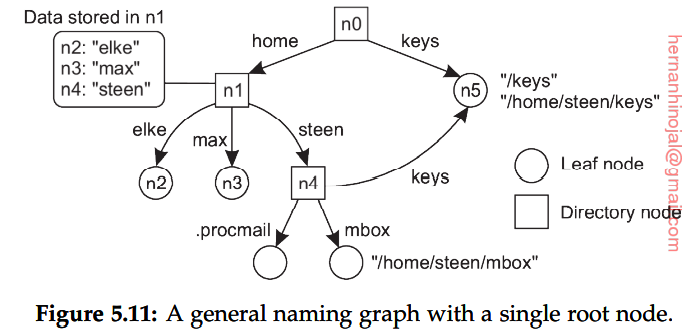 Data stored in n1
n2: "elke"
n3: "max"
n4: "steen"
n0
home
keys
n1
n5
"/keys"
"/home/steen/keys"
elke
max
steen
n2
n3
n4
keys
Leaf node
Directory node
.procmail
mbox
"/home/steen/mbox"
hernanhinojal@gmail.com
Figure 5.11: A general naming graph with a single root node.